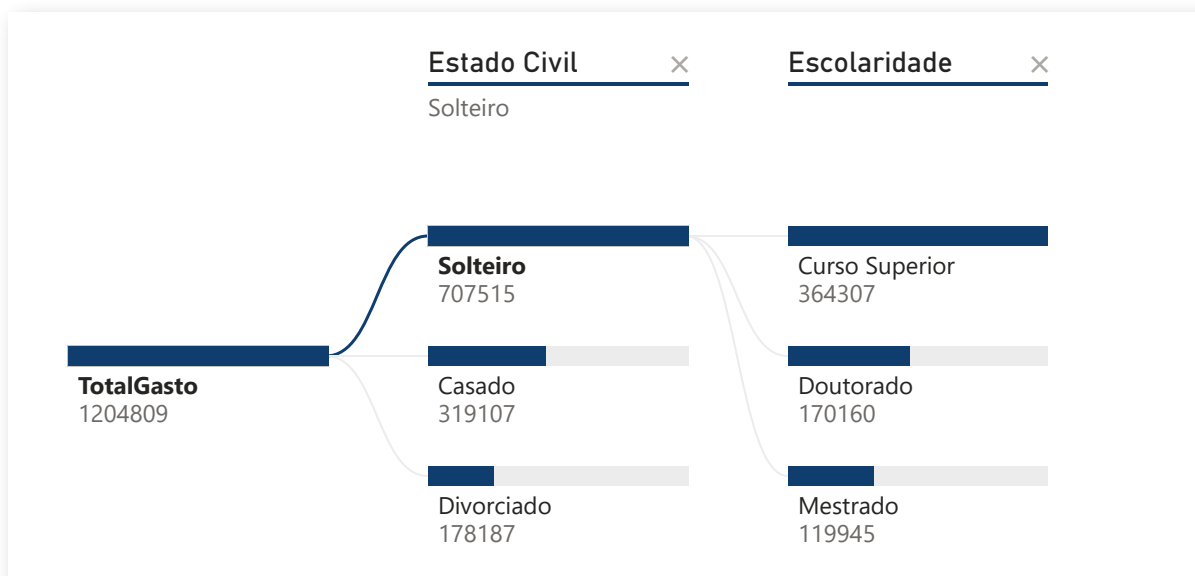 Estado Civil
Solteiro
Escolaridade
TotalGasto
1204809
Solteiro
707515
Casado
319107
Divorciado
178187
Curso Superior
364307
Doutorado
170160
Mestrado
119945